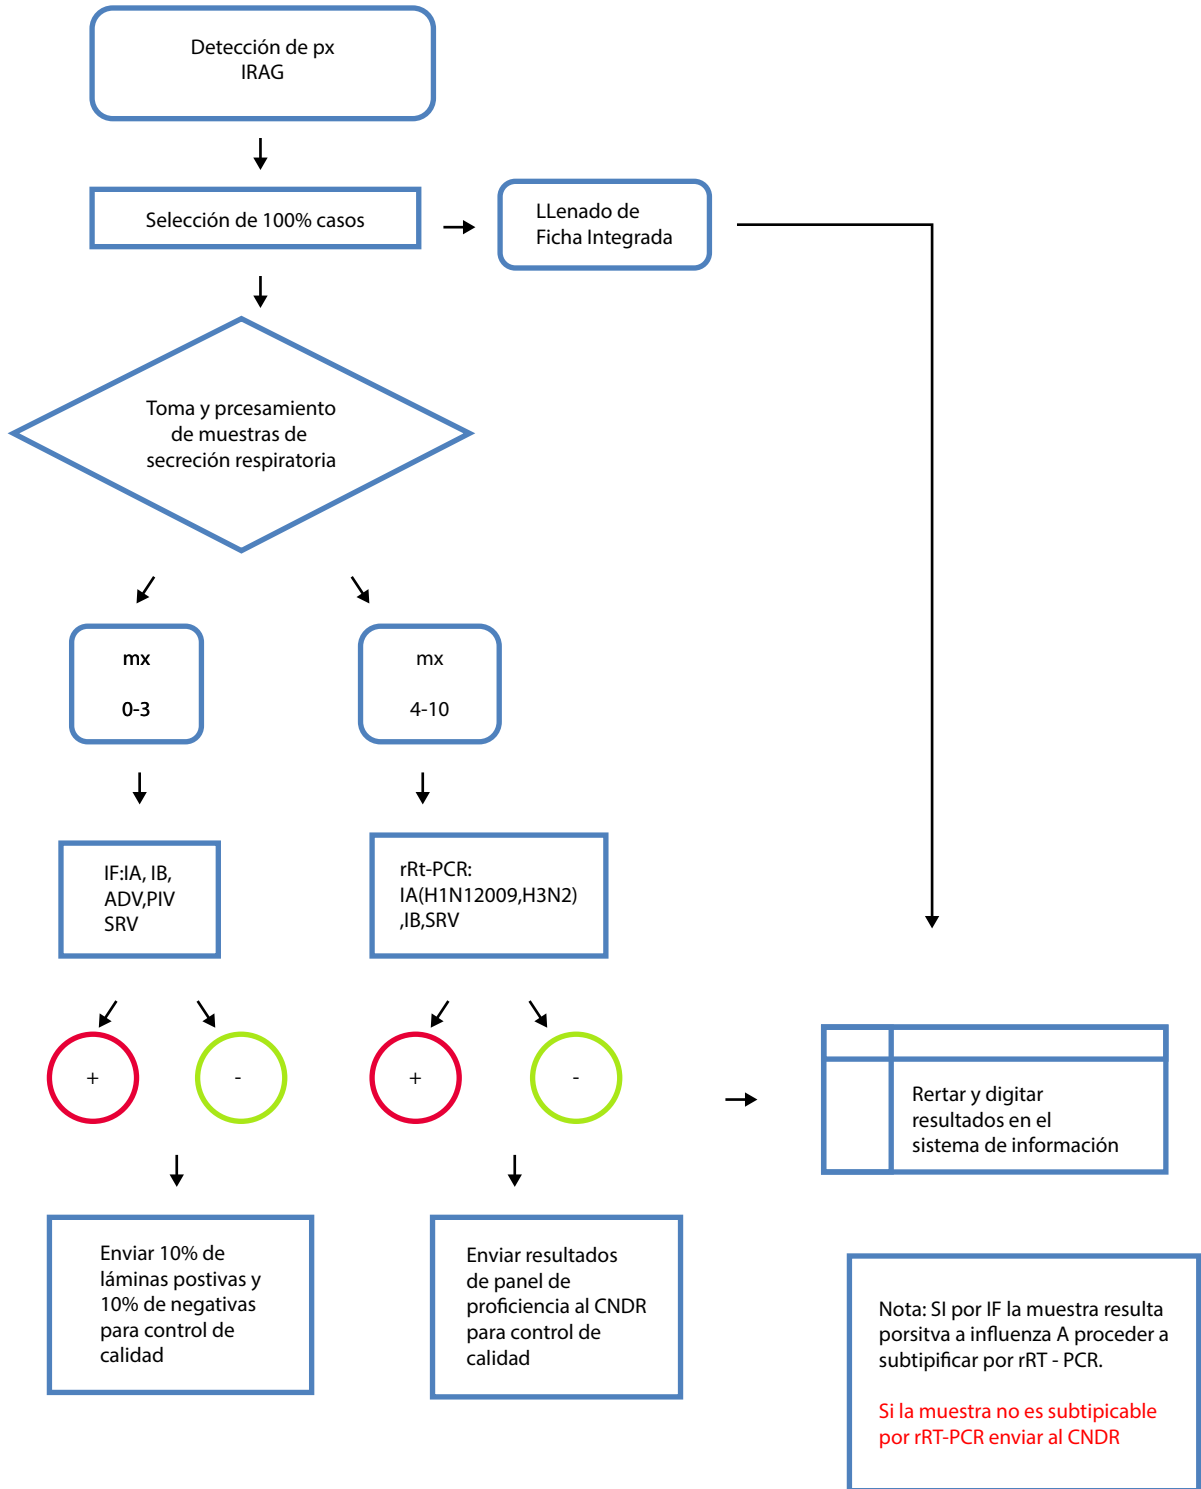 Detección de px
IRAG
Selección de 100% casos
LLenado de
Ficha Integrada
Toma y prcesamiento
de muestras de
secreción respiratoria
mx
0-3
mx
4-10
IF:IA, IB,
ADV,PIV
SRV
rRt-PCR:
IA(H1N12009,H3N2)
,IB,SRV
+
-
+
-
Rertar y digitar
resultados en el
sistema de información
Enviar 10% de
láminas postivas y
10% de negativas
para control de
calidad
Enviar resultados
de panel de
proficiencia al CNDR
para control de
calidad
Nota: SI por IF la muestra resulta
porsitva a influenza A proceder a
subtipificar por rRT - PCR.
Si la muestra no es subtipicable
por rRT-PCR enviar al CNDR